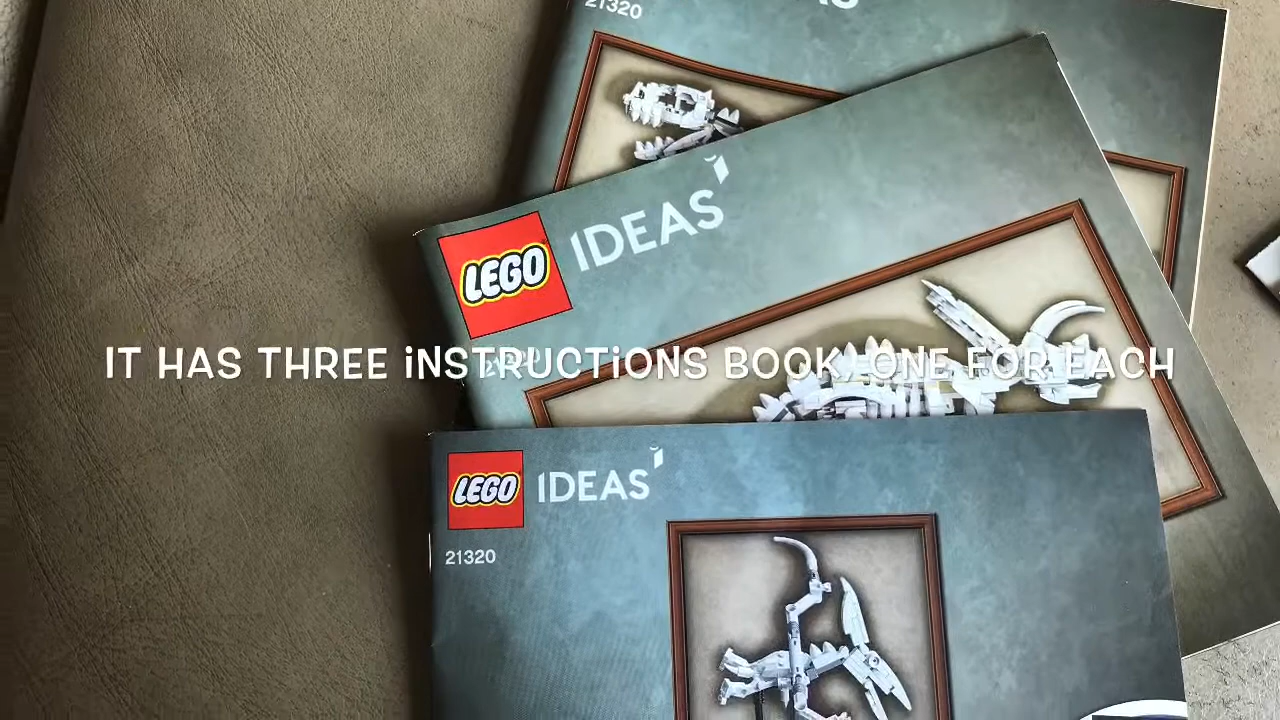 21320
LEGO IDEAS
IT HAS THREE INSTRUCTIONS BOOK, ONE FOR EACH
LEGO IDEAS
21320